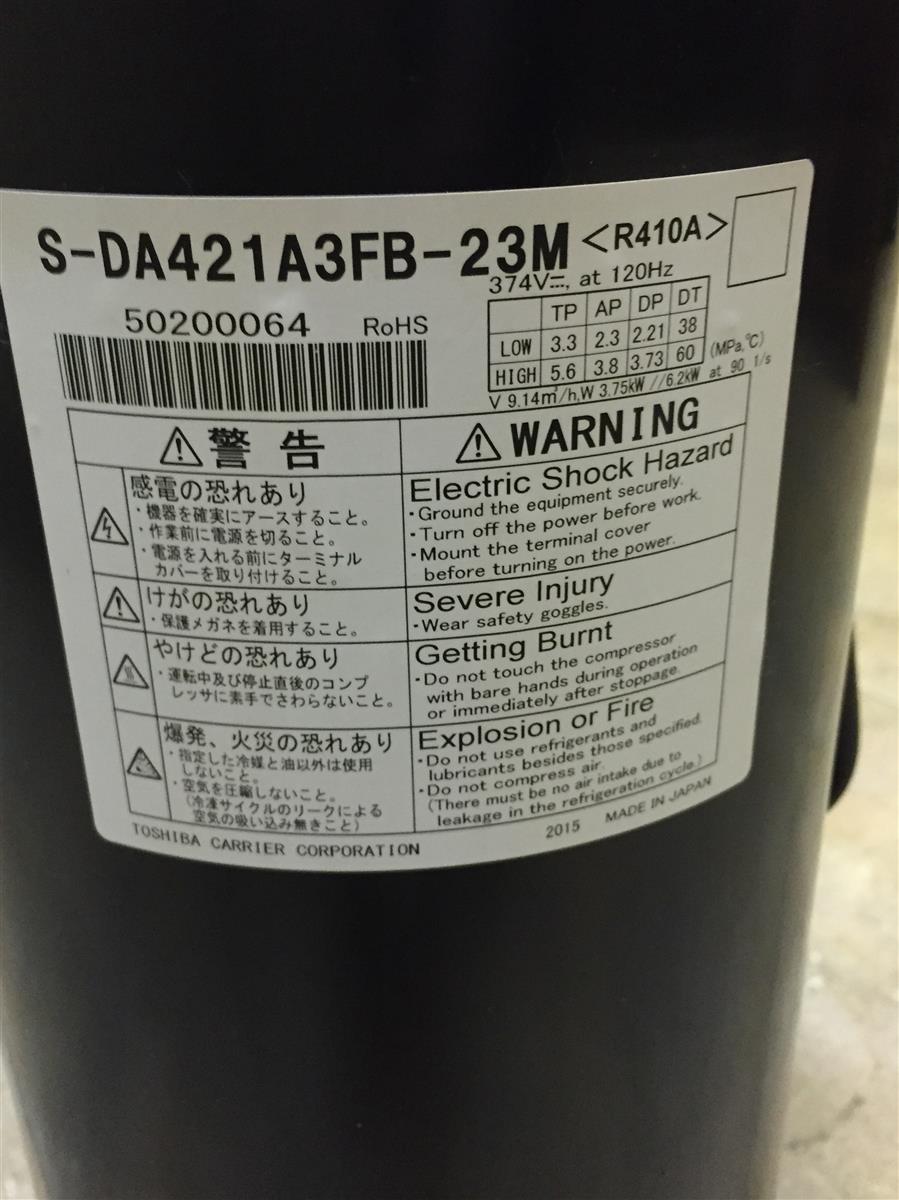 S-DA421A3FB-23M <R410A>
374V⎓, at 120Hz
50200064 RoHS
TP AP DP DT
LOW 3.3 2.3 2.21 38
HIGH 5.6 3.8 3.73 60 (MPa,℃)
V 9.14m³/h,W 3.75kW //6.2kW at 90 1/s
警告
感電の恐れあり
・機器を確実にアースすること。
・作業前に電源を切ること。
・電源を入れる前にターミナル
カバーを取り付けること。
けがの恐れあり
・保護メガネを着用すること。
やけどの恐れあり
・運転中及び停止直後のコンプ
レッサに素手でさわらないこと。
爆発、火災の恐れあり
・指定した冷媒と油以外は使用
しないこと。
・空気を圧縮しないこと。
(冷凍サイクルのリークによる
空気の吸い込み無きこと)
WARNING
Electric Shock Hazard
・Ground the equipment securely.
・Turn off the power before work.
・Mount the terminal cover
before turning on the power.
Severe Injury
・Wear safety goggles.
Getting Burnt
・Do not touch the compressor
with bare hands during operation
or immediately after stoppage.
Explosion or Fire
・Do not use refrigerants and
lubricants besides those specified.
・Do not compress air.
(There must be no air intake due to
leakage in the refrigeration cycle.)
TOSHIBA CARRIER CORPORATION 2015 MADE IN JAPAN